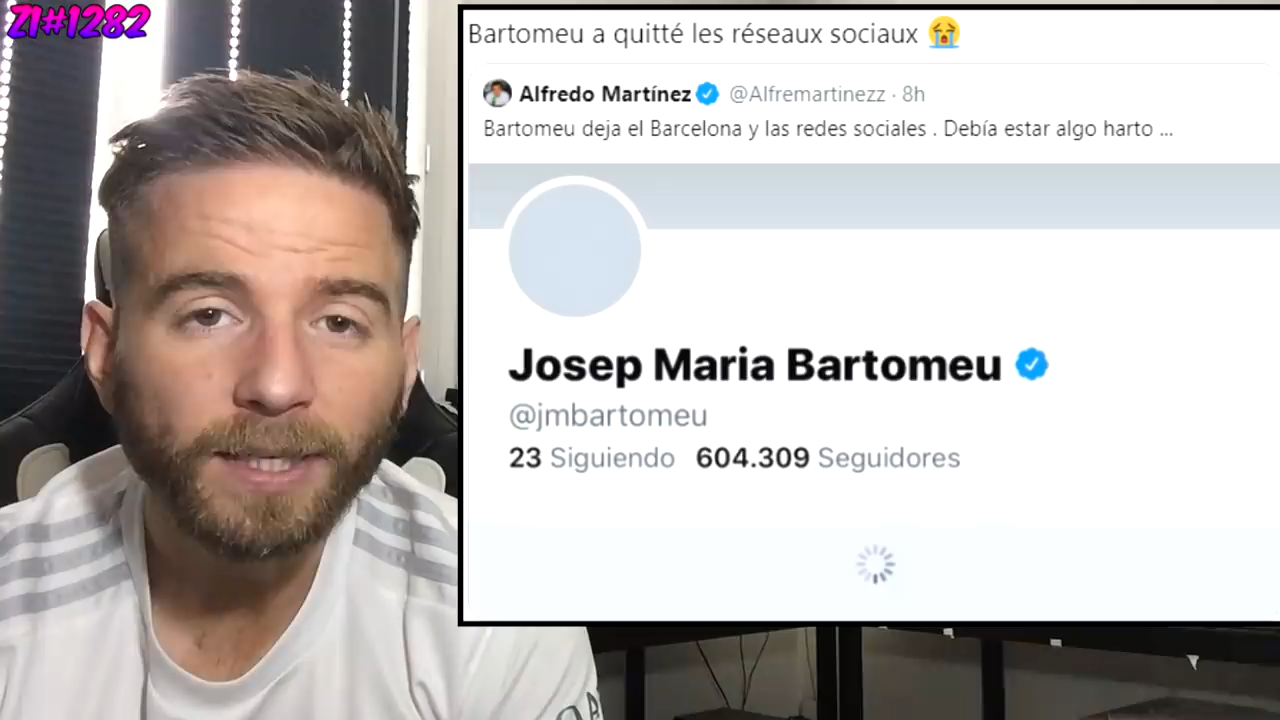 Z1#1282
Bartomeu a quitté les réseaux sociaux 😭
Alfredo Martínez @Alfremartinezz · 8h
Bartomeu deja el Barcelona y las redes sociales . Debía estar algo harto ...
Josep Maria Bartomeu
@jmbartomeu
23 Siguiendo 604.309 Seguidores